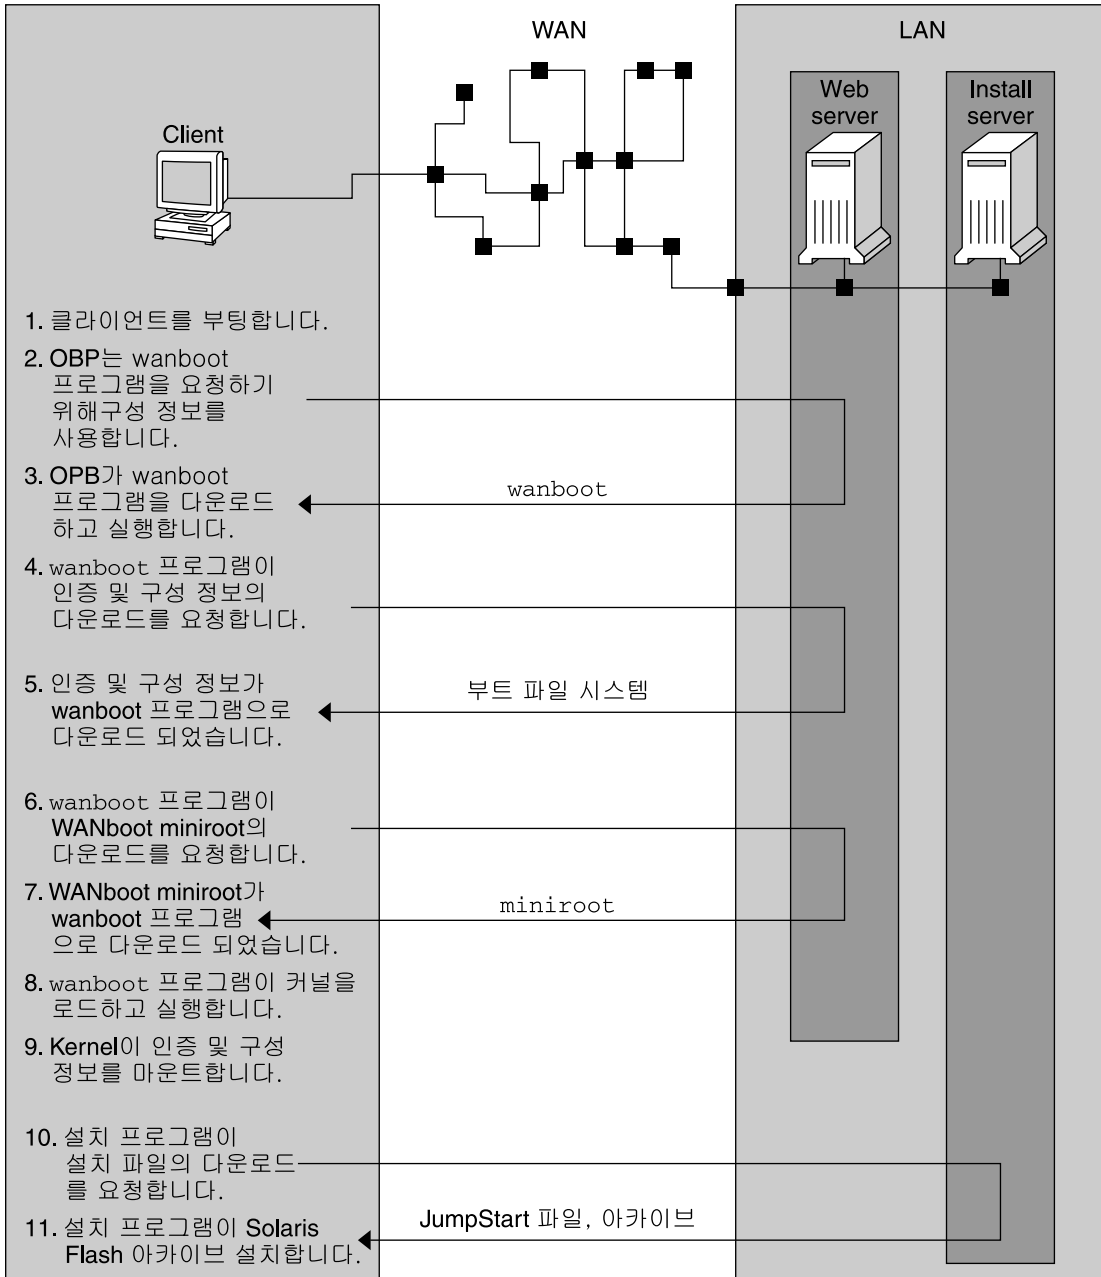 WAN
LAN
Client
Web
server
Install
server
1. 클라이언트를 부팅합니다.
2. OBP는 wanboot
프로그램을 요청하기
위해구성 정보를
사용합니다.
3. OPB가 wanboot
프로그램을 다운로드
하고 실행합니다.
wanboot
4. wanboot 프로그램이
인증 및 구성 정보의
다운로드를 요청합니다.
5. 인증 및 구성 정보가
wanboot 프로그램으로
다운로드 되었습니다.
부트 파일 시스템
6. wanboot 프로그램이
WANboot miniroot의
다운로드를 요청합니다.
7. WANboot miniroot가
wanboot 프로그램
으로 다운로드 되었습니다.
miniroot
8. wanboot 프로그램이 커널을
로드하고 실행합니다.
9. Kernel이 인증 및 구성
정보를 마운트합니다.
10. 설치 프로그램이
설치 파일의 다운로드
를 요청합니다.
11. 설치 프로그램이 Solaris
Flash 아카이브 설치합니다.
JumpStart 파일, 아카이브